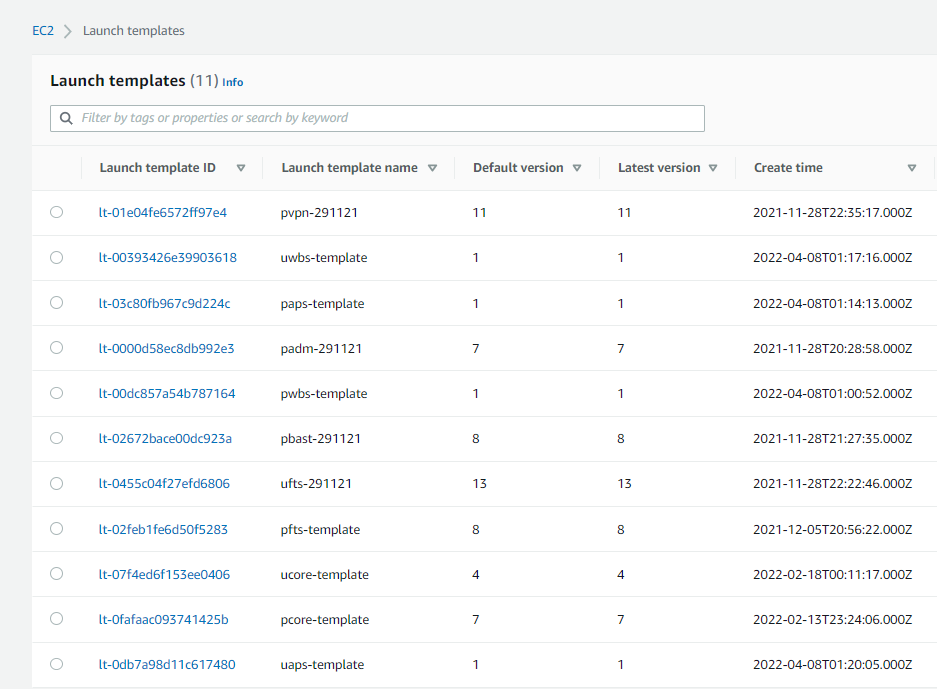 EC2 Launch templates
Launch templates (11) Info
Filter by tags or properties or search by keyword
Launch template ID Launch template name Default version Latest version Create time
lt-01e04fe6572ff97e4 pvpn-291121 11 11 2021-11-28T22:35:17.000Z
lt-00393426e39903618 uwbs-template 1 1 2022-04-08T01:17:16.000Z
lt-03c80fb967c9d224c paps-template 1 1 2022-04-08T01:14:13.000Z
lt-0000d58ec8db992e3 padm-291121 7 7 2021-11-28T20:28:58.000Z
lt-00dc857a54b787164 pwbs-template 1 1 2022-04-08T01:00:52.000Z
lt-02672bace00dc923a pbast-291121 8 8 2021-11-28T21:27:35.000Z
lt-0455c04f27efd6806 ufts-291121 13 13 2021-11-28T22:22:46.000Z
lt-02feb1fe6d50f5283 pfts-template 8 8 2021-12-05T20:56:22.000Z
lt-07f4ed6f153ee0406 ucore-template 4 4 2022-02-18T00:11:17.000Z
lt-0fafaac093741425b pcore-template 7 7 2022-02-13T23:24:06.000Z
lt-0db7a98d11c617480 uaps-template 1 1 2022-04-08T01:20:05.000Z